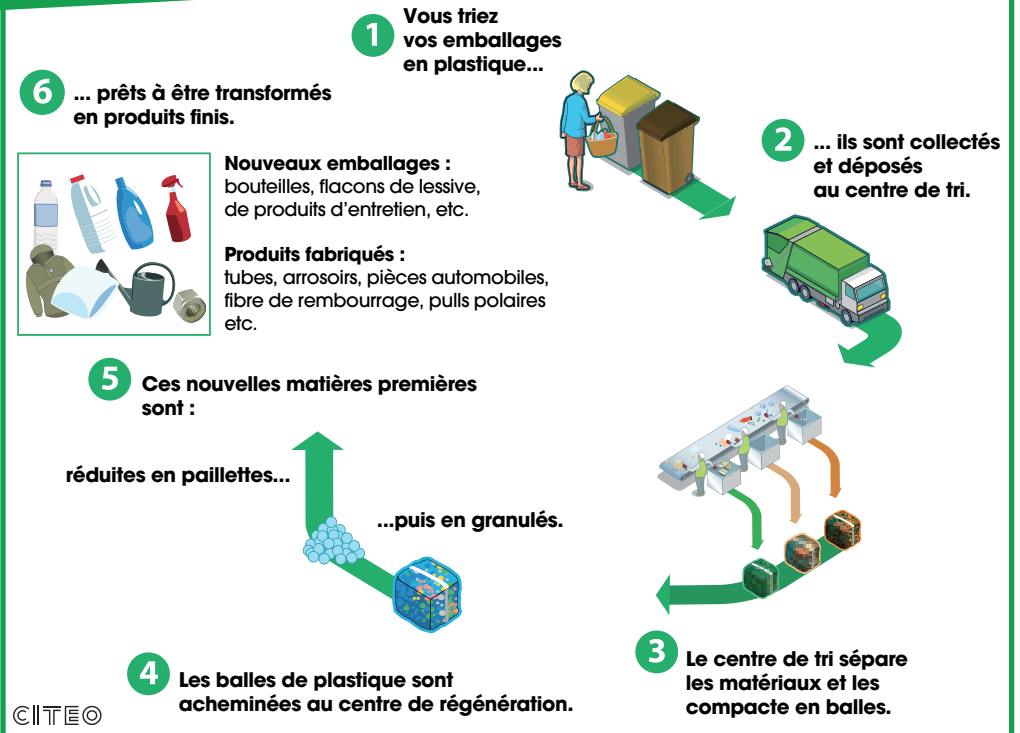 1
Vous triez
vos emballages
en plastique...
2
... ils sont collectés
et déposés
au centre de tri.
3
Le centre de tri sépare
les matériaux et les
compacte en balles.
4
Les balles de plastique sont
acheminées au centre de régénération.
5
Ces nouvelles matières premières
sont :
réduites en paillettes...
...puis en granulés.
6
... prêts à être transformés
en produits finis.
Nouveaux emballages :
bouteilles, flacons de lessive,
de produits d’entretien, etc.
Produits fabriqués :
tubes, arrosoirs, pièces automobiles,
fibre de rembourrage, pulls polaires
etc.
CITEO